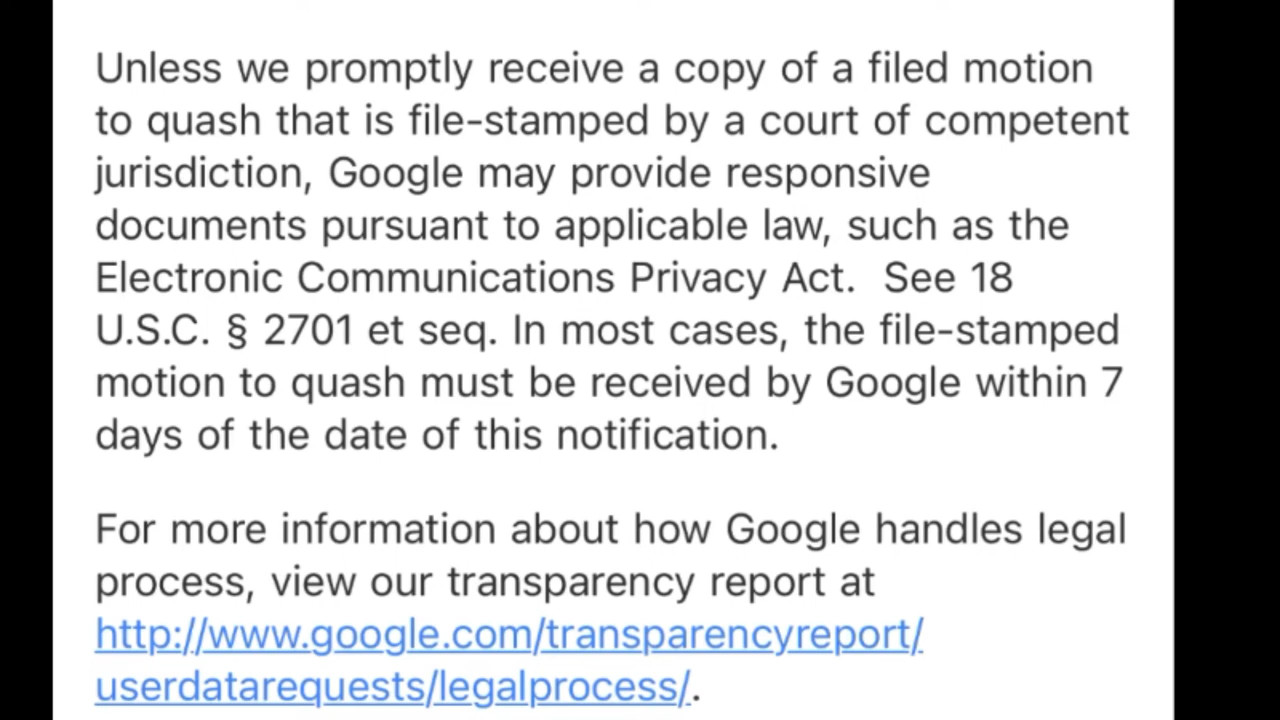 Unless we promptly receive a copy of a filed motion
to quash that is file-stamped by a court of competent
jurisdiction, Google may provide responsive
documents pursuant to applicable law, such as the
Electronic Communications Privacy Act.  See 18
U.S.C. § 2701 et seq. In most cases, the file-stamped
motion to quash must be received by Google within 7
days of the date of this notification.
For more information about how Google handles legal
process, view our transparency report at
http://www.google.com/transparencyreport/
userdatarequests/legalprocess/.